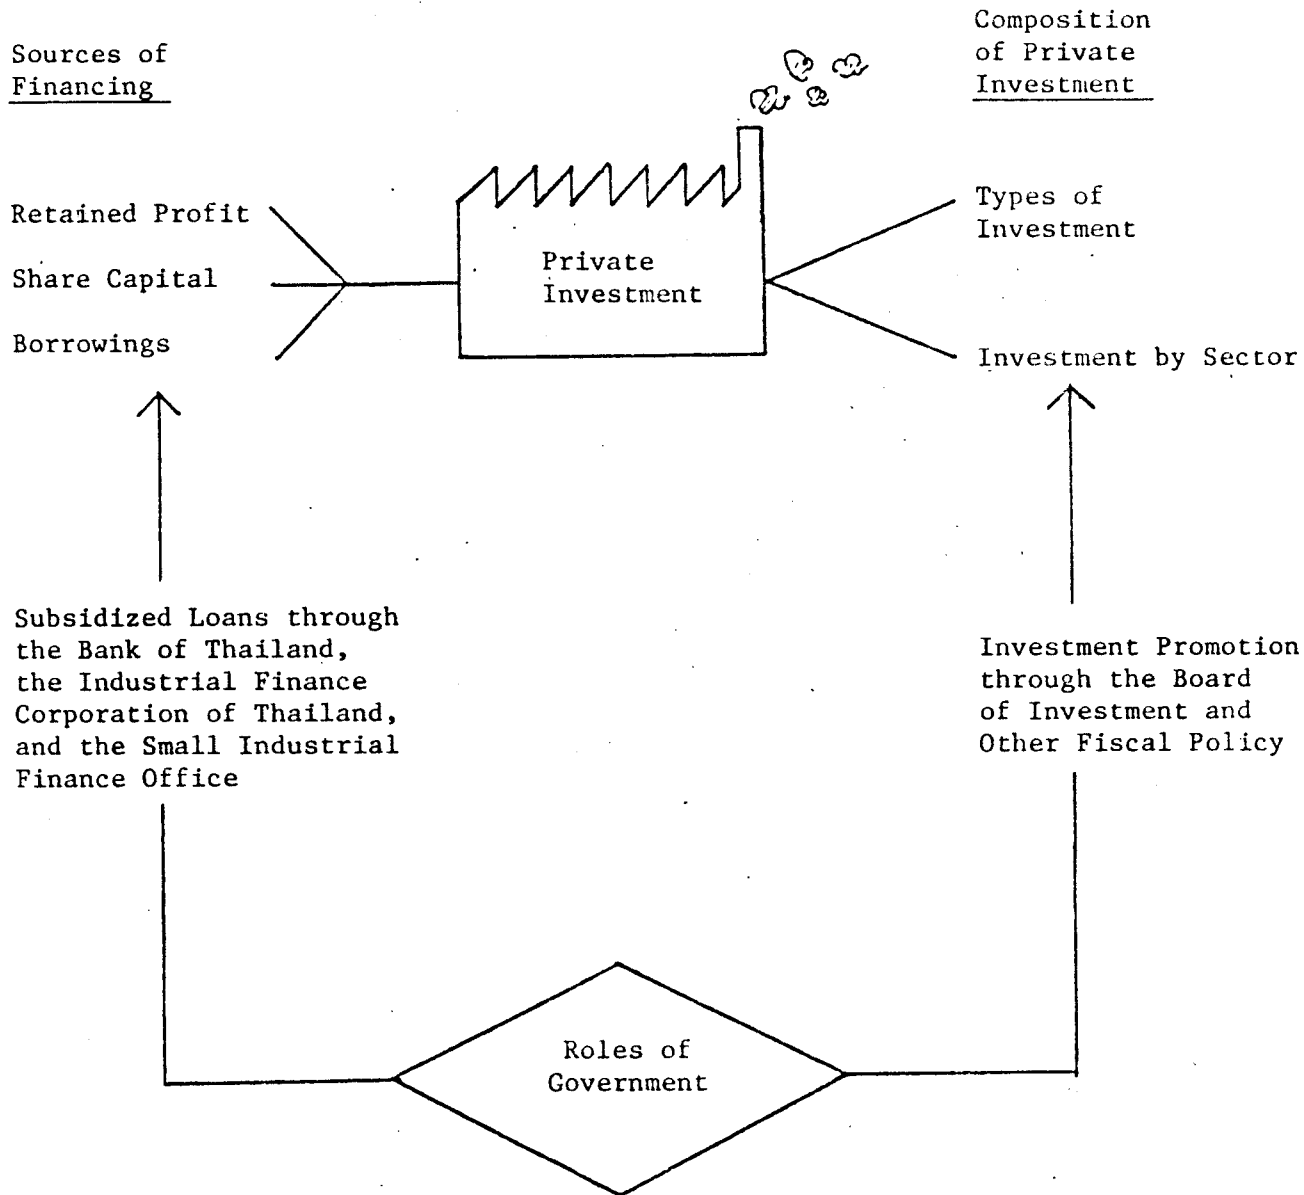 Sources of
Financing
Composition
of Private
Investment
Retained Profit
Share Capital
Borrowings
Private
Investment
Types of
Investment
Investment by Sector
Subsidized Loans through
the Bank of Thailand,
the Industrial Finance
Corporation of Thailand,
and the Small Industrial
Finance Office
Investment Promotion
through the Board
of Investment and
Other Fiscal Policy
Roles of
Government